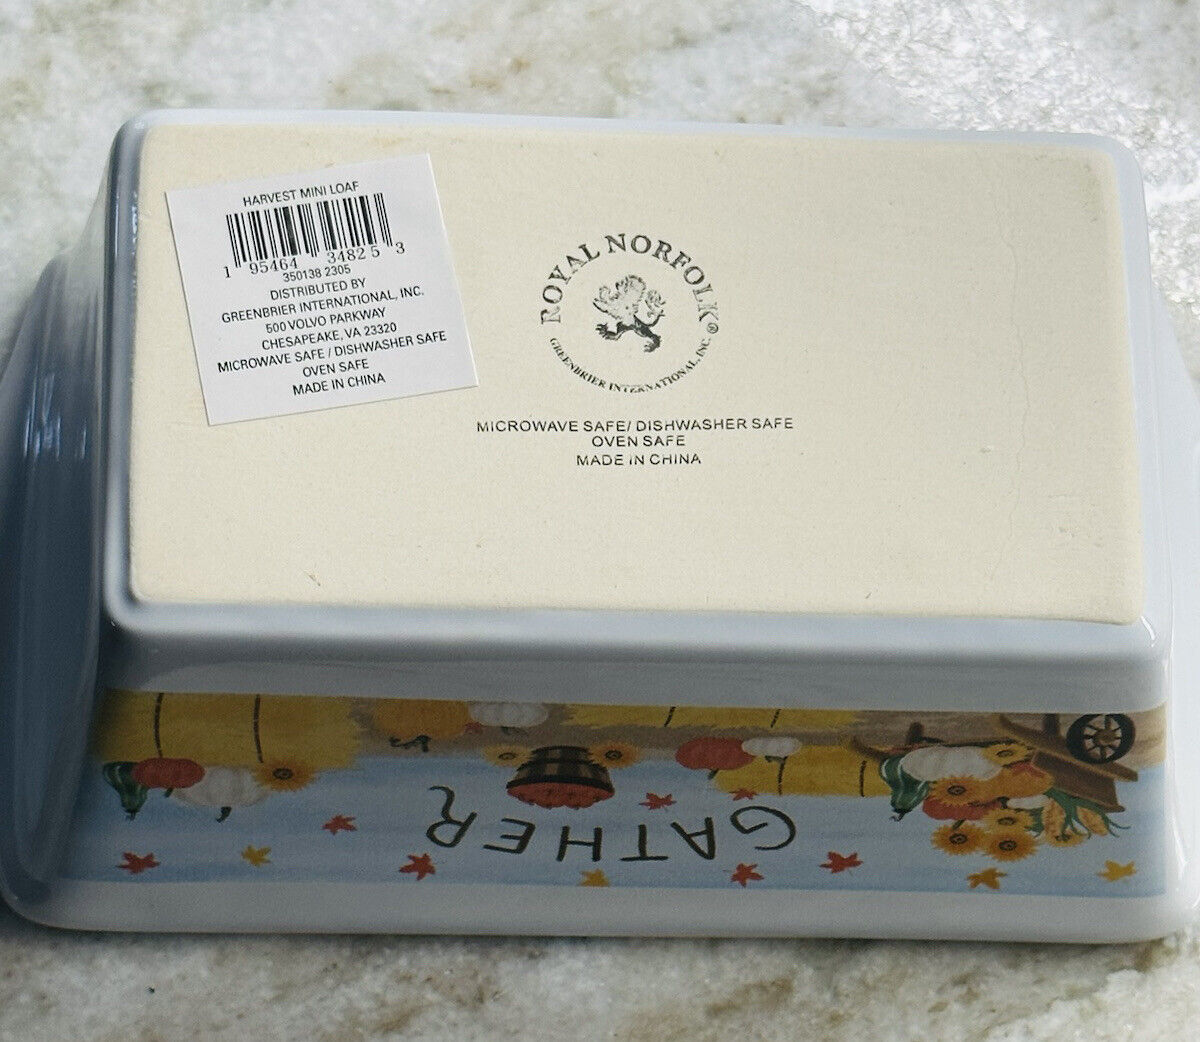 HARVEST MINI LOAF
1 95464 34825 3
350138 2305
DISTRIBUTED BY
GREENBRIER INTERNATIONAL, INC.
500 VOLVO PARKWAY
CHESAPEAKE, VA 23320
MICROWAVE SAFE / DISHWASHER SAFE
OVEN SAFE
MADE IN CHINA
ROYAL NORFOLK®
GREENBRIER INTERNATIONAL, INC.
MICROWAVE SAFE/ DISHWASHER SAFE
OVEN SAFE
MADE IN CHINA
GATHER